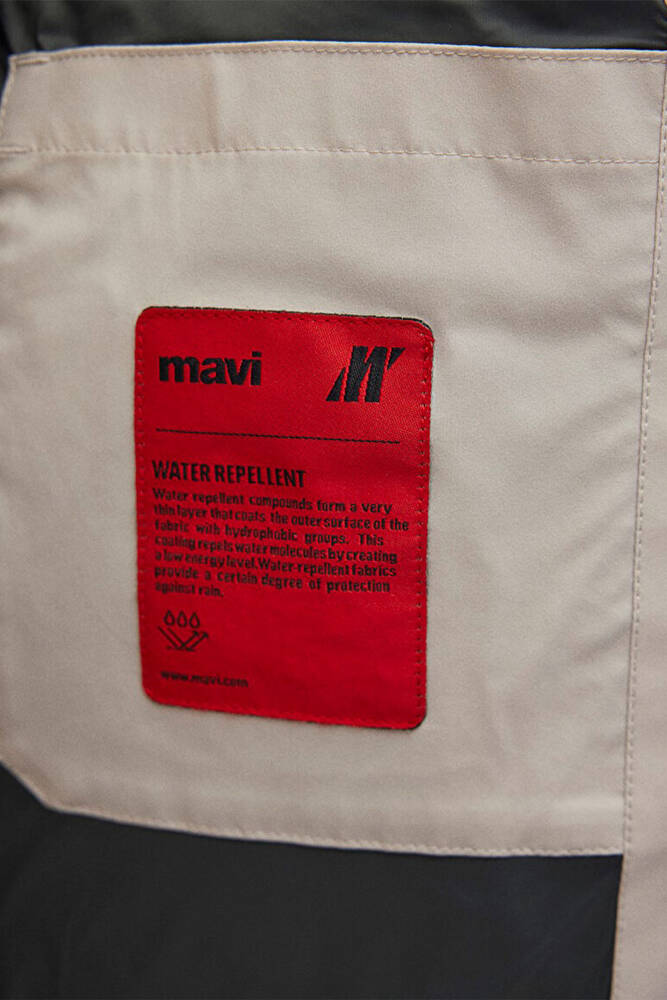 mavi M
WATER REPELLENT
Water repellent compounds form a very
thin layer that coats the outer surface of the
fabric with hydrophobic groups. This
coating repels water molecules by creating
a low energy level. Water-repellent fabrics
provide a certain degree of protection
against rain.
www.mavi.com